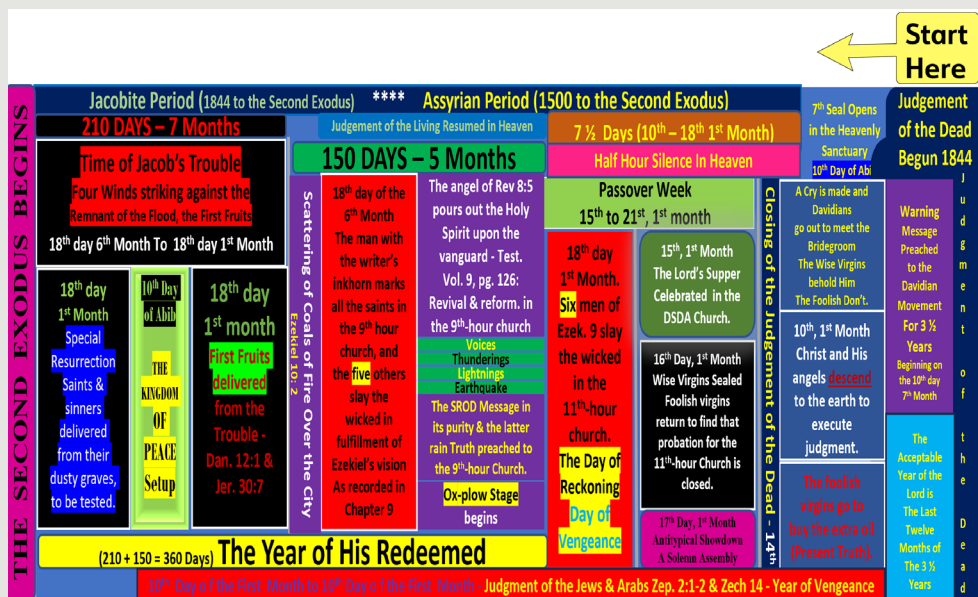 Start
Here
Jacobite Period (1844 to the Second Exodus) **** Assyrian Period (1500 to the Second Exodus)
THE SECOND EXODUS BEGINS
210 DAYS – 7 Months
Time of Jacob's Trouble
Four Winds striking against the
Remnant of the Flood, the First Fruits
18th day 6th Month To 18th day 1st Month
18th day
1st Month
Special
Resurrection
Saints &
sinners
delivered
from their
dusty graves,
to be tested.
10th Day
of Abib
THE
KINGDOM
OF
PEACE
Setup
18th day
1st month
First Fruits
delivered
from the
Trouble -
Dan. 12:1 &
Jer. 30:7
Judgement of the Living Resumed in Heaven
150 DAYS – 5 Months
Scattering of Coals of Fire Over the City
Ezekiel 10: 2
18th day of the
6th Month
The man with
the writer's
inkhorn marks
all the saints in
the 9th hour
church, and
the five others
slay the
wicked in
fulfillment of
Ezekiel's vision
As recorded in
Chapter 9
The angel of Rev 8:5
pours out the Holy
Spirit upon the
vanguard - Test.
Vol. 9, pg. 126:
Revival & reform. in
the 9th-hour church
Voices
Thunderings
Lightnings
Earthquake
The SROD Message in
its purity & the latter
rain Truth preached to
the 9th-hour Church.
Ox-plow Stage
begins
7 ½ Days (10th – 18th 1st Month)
Half Hour Silence In Heaven
Passover Week
15th to 21st, 1st month
18th day
1st Month.
Six men of
Ezek. 9 slay
the wicked
in the
11th-hour
church.
The Day of
Reckoning
Day of
Vengeance
15th, 1st Month
The Lord's Supper
Celebrated in the
DSDA Church.
16th Day, 1st Month
Wise Virgins Sealed
Foolish virgins
return to find that
probation for the
11th-hour Church is
closed.
17th Day, 1st Month
Antitypical Showdown
A Solemn Assembly
Closing of the Judgement of the Dead - 14th
7th Seal Opens
in the Heavenly
Sanctuary
10th Day of Abi
A Cry is made and
Davidians
go out to meet the
Bridegroom
The Wise Virgins
behold Him
The Foolish Don't.
10th, 1st Month
Christ and His
angels descend
to the earth to
execute
judgment.
The foolish
virgins go to
buy the extra oil
(Present Truth).
Judgement
of the Dead
Begun 1844
Judgment of the Dead
Warning
Message
Preached
to the
Davidian
Movement
For 3 ½
Years
Beginning on
the 10th day
7th Month
The
Acceptable
Year of the
Lord is
The Last
Twelve
Months of
The 3 ½
Years
(210 + 150 = 360 Days) The Year of His Redeemed
10th Day of the First Month to 10th Day of the First Month - Judgment of the Jews & Arabs Zep. 2:1-2 & Zech 14 - Year of Vengeance